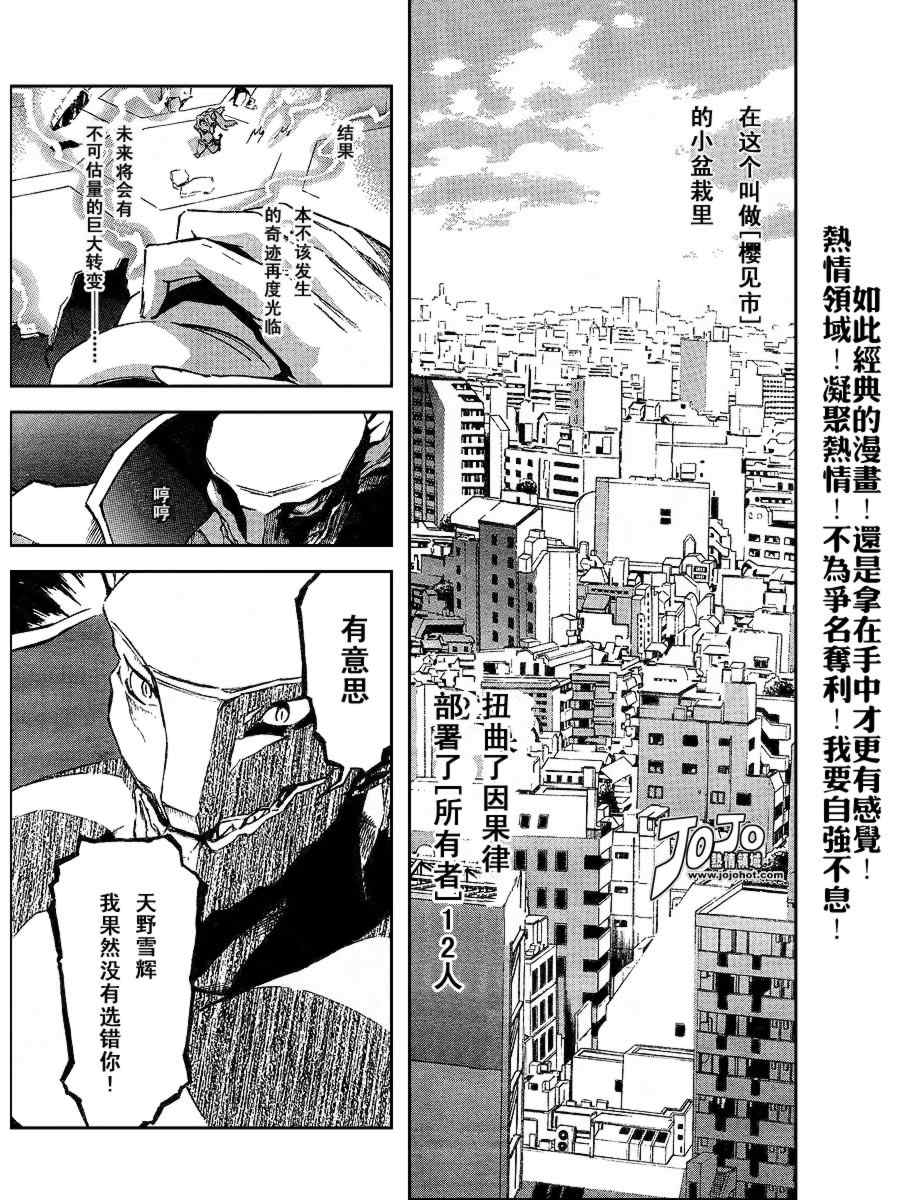 如此經典的漫畫！還是拿在手中才更有感覺！
熱情領域！凝聚熱情！不為爭名奪利！我要自強不息！
在这个叫做[樱见市]
的小盆栽里
扭曲了因果律
部署了[所有者]12人
JOJO
熱情領域
www.jojohot.com
结果
本不该发生
的奇迹再度光临
未来将会有
不可估量的巨大转变………
哼哼
有意思
天野雪辉
我果然没有选错你！